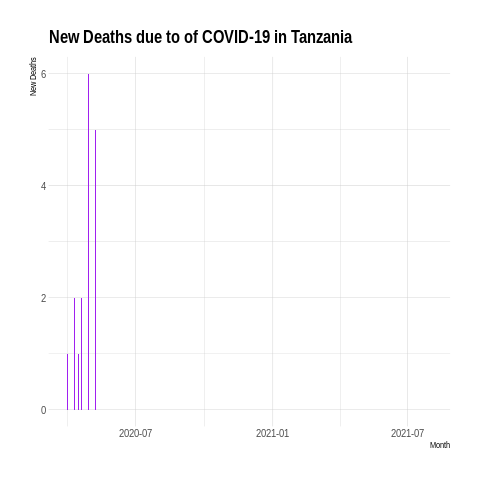 New Deaths due to of COVID-19 in Tanzania
New Deaths
6
4
2
0
2020-07
2021-01
2021-07
Month